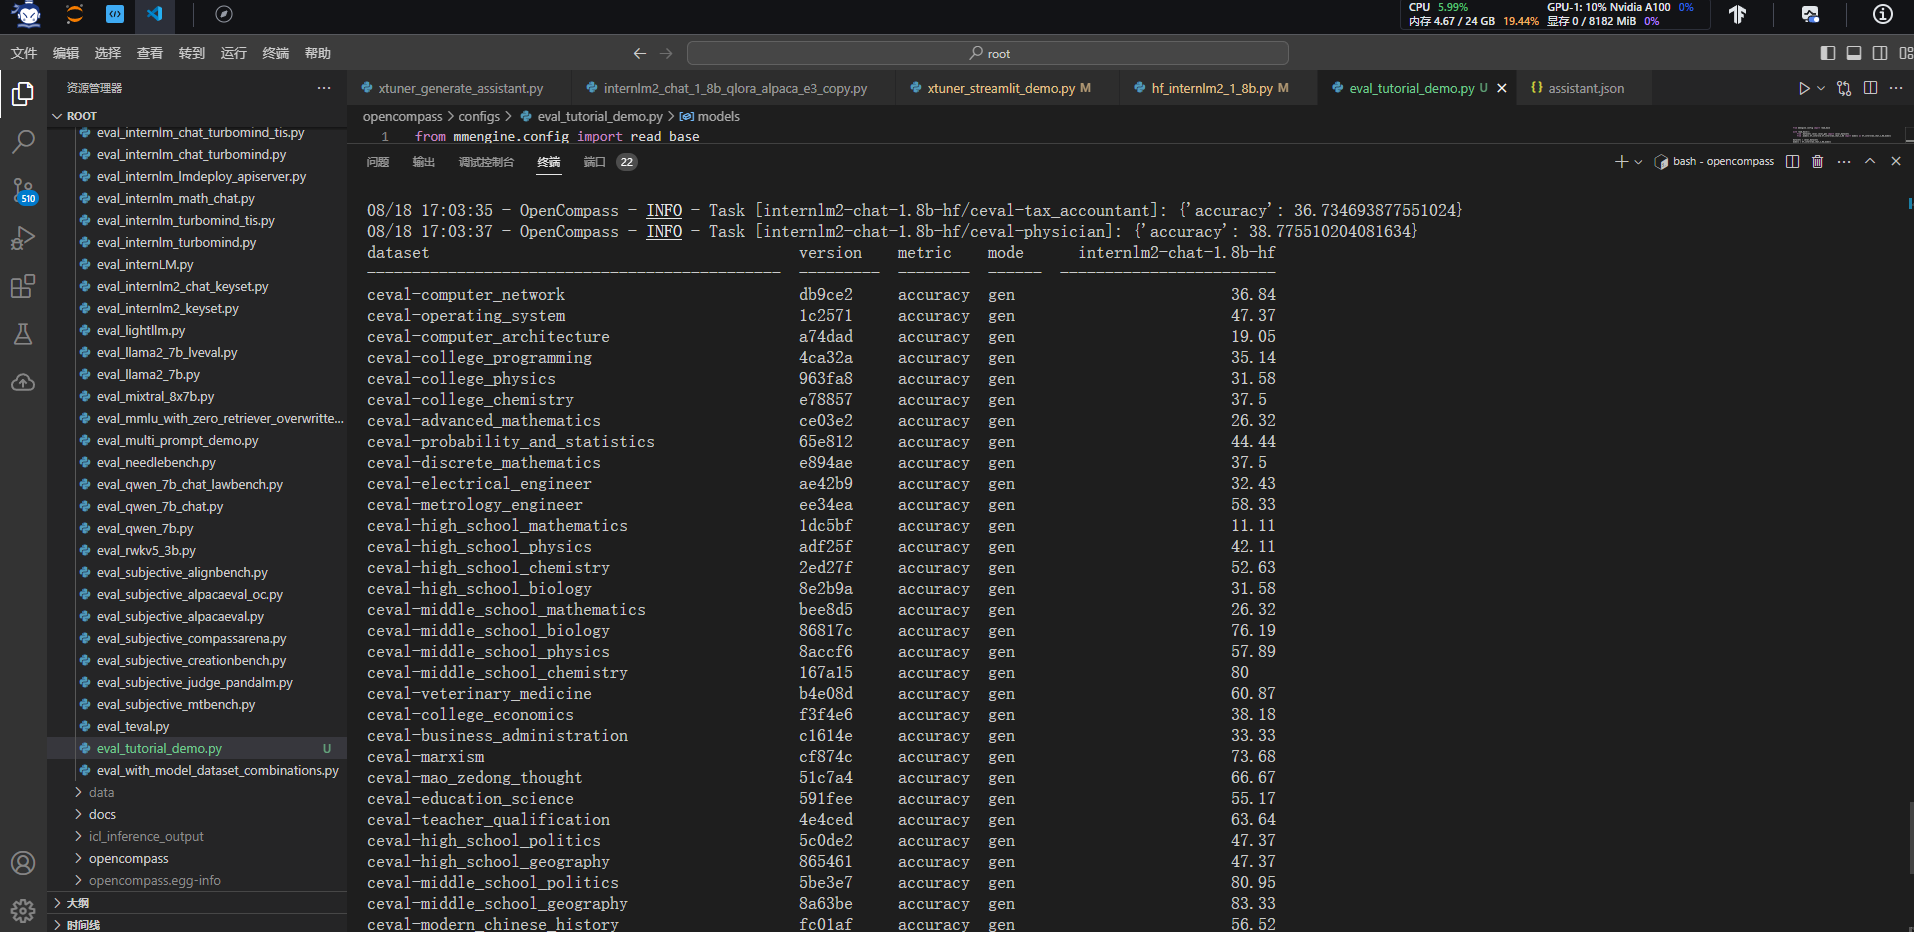 CPU 5.99% GPU-1: 10% Nvidia A100 0%
内存 4.67 / 24 GB 19.44% 显存 0 / 8182 MiB 0%
文件 编辑 选择 查看 转到 运行 终端 帮助
root
资源管理器
xtuner_generate_assistant.py internlm2_chat_1_8b_qlora_alpaca_e3_copy.py xtuner_streamlit_demo.py M hf_internlm2_1_8b.py M eval_tutorial_demo.py U assistant.json
ROOT
opencompass configs eval_tutorial_demo.py models
1 from mmengine.config import read_base
问题 输出 调试控制台 终端 端口 22
bash - opencompass
510
eval_internlm_chat_turbomind_tis.py
eval_internlm_chat_turbomind.py
eval_internlm_lmdeploy_apiserver.py
eval_internlm_math_chat.py
eval_internlm_turbomind_tis.py
eval_internlm_turbomind.py
eval_internLM.py
eval_internlm2_chat_keyset.py
eval_internlm2_keyset.py
eval_lightllm.py
eval_llama2_7b_lveval.py
eval_llama2_7b.py
eval_mixtral_8x7b.py
eval_mmlu_with_zero_retriever_overwritte...
eval_multi_prompt_demo.py
eval_needlebench.py
eval_qwen_7b_chat_lawbench.py
eval_qwen_7b_chat.py
eval_qwen_7b.py
eval_rwkv5_3b.py
eval_subjective_alignbench.py
eval_subjective_alpacaeval_oc.py
eval_subjective_alpacaeval.py
eval_subjective_compassarena.py
eval_subjective_creationbench.py
eval_subjective_judge_pandalm.py
eval_subjective_mtbench.py
eval_teval.py
eval_tutorial_demo.py U
eval_with_model_dataset_combinations.py
data
docs
icl_inference_output
opencompass
opencompass.egg-info
大纲
时间线
08/18 17:03:35 - OpenCompass - INFO - Task [internlm2-chat-1.8b-hf/ceval-tax_accountant]: {'accuracy': 36.734693877551024}
08/18 17:03:37 - OpenCompass - INFO - Task [internlm2-chat-1.8b-hf/ceval-physician]: {'accuracy': 38.775510204081634}
dataset version metric mode internlm2-chat-1.8b-hf
---------------------------------------------- --------- -------- ------ ------------------------
ceval-computer_network db9ce2 accuracy gen 36.84
ceval-operating_system 1c2571 accuracy gen 47.37
ceval-computer_architecture a74dad accuracy gen 19.05
ceval-college_programming 4ca32a accuracy gen 35.14
ceval-college_physics 963fa8 accuracy gen 31.58
ceval-college_chemistry e78857 accuracy gen 37.5
ceval-advanced_mathematics ce03e2 accuracy gen 26.32
ceval-probability_and_statistics 65e812 accuracy gen 44.44
ceval-discrete_mathematics e894ae accuracy gen 37.5
ceval-electrical_engineer ae42b9 accuracy gen 32.43
ceval-metrology_engineer ee34ea accuracy gen 58.33
ceval-high_school_mathematics 1dc5bf accuracy gen 11.11
ceval-high_school_physics adf25f accuracy gen 42.11
ceval-high_school_chemistry 2ed27f accuracy gen 52.63
ceval-high_school_biology 8e2b9a accuracy gen 31.58
ceval-middle_school_mathematics bee8d5 accuracy gen 26.32
ceval-middle_school_biology 86817c accuracy gen 76.19
ceval-middle_school_physics 8accf6 accuracy gen 57.89
ceval-middle_school_chemistry 167a15 accuracy gen 80
ceval-veterinary_medicine b4e08d accuracy gen 60.87
ceval-college_economics f3f4e6 accuracy gen 38.18
ceval-business_administration c1614e accuracy gen 33.33
ceval-marxism cf874c accuracy gen 73.68
ceval-mao_zedong_thought 51c7a4 accuracy gen 66.67
ceval-education_science 591fee accuracy gen 55.17
ceval-teacher_qualification 4e4ced accuracy gen 63.64
ceval-high_school_politics 5c0de2 accuracy gen 47.37
ceval-high_school_geography 865461 accuracy gen 47.37
ceval-middle_school_politics 5be3e7 accuracy gen 80.95
ceval-middle_school_geography 8a63be accuracy gen 83.33
ceval-modern_chinese_history fc01af accuracy gen 56.52